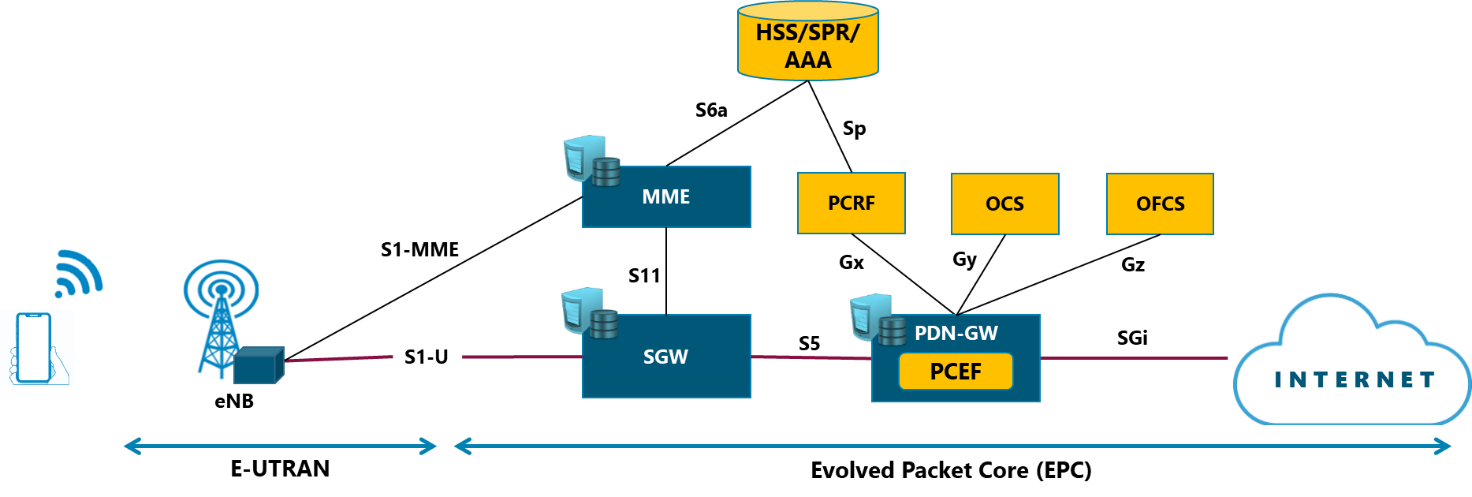 HSS/SPR/
AAA
S6a
Sp
MME
PCRF
OCS
OFCS
S1-MME
S11
Gx
Gy
Gz
eNB
S1-U
SGW
S5
PDN-GW
PCEF
SGi
INTERNET
E-UTRAN
Evolved Packet Core (EPC)